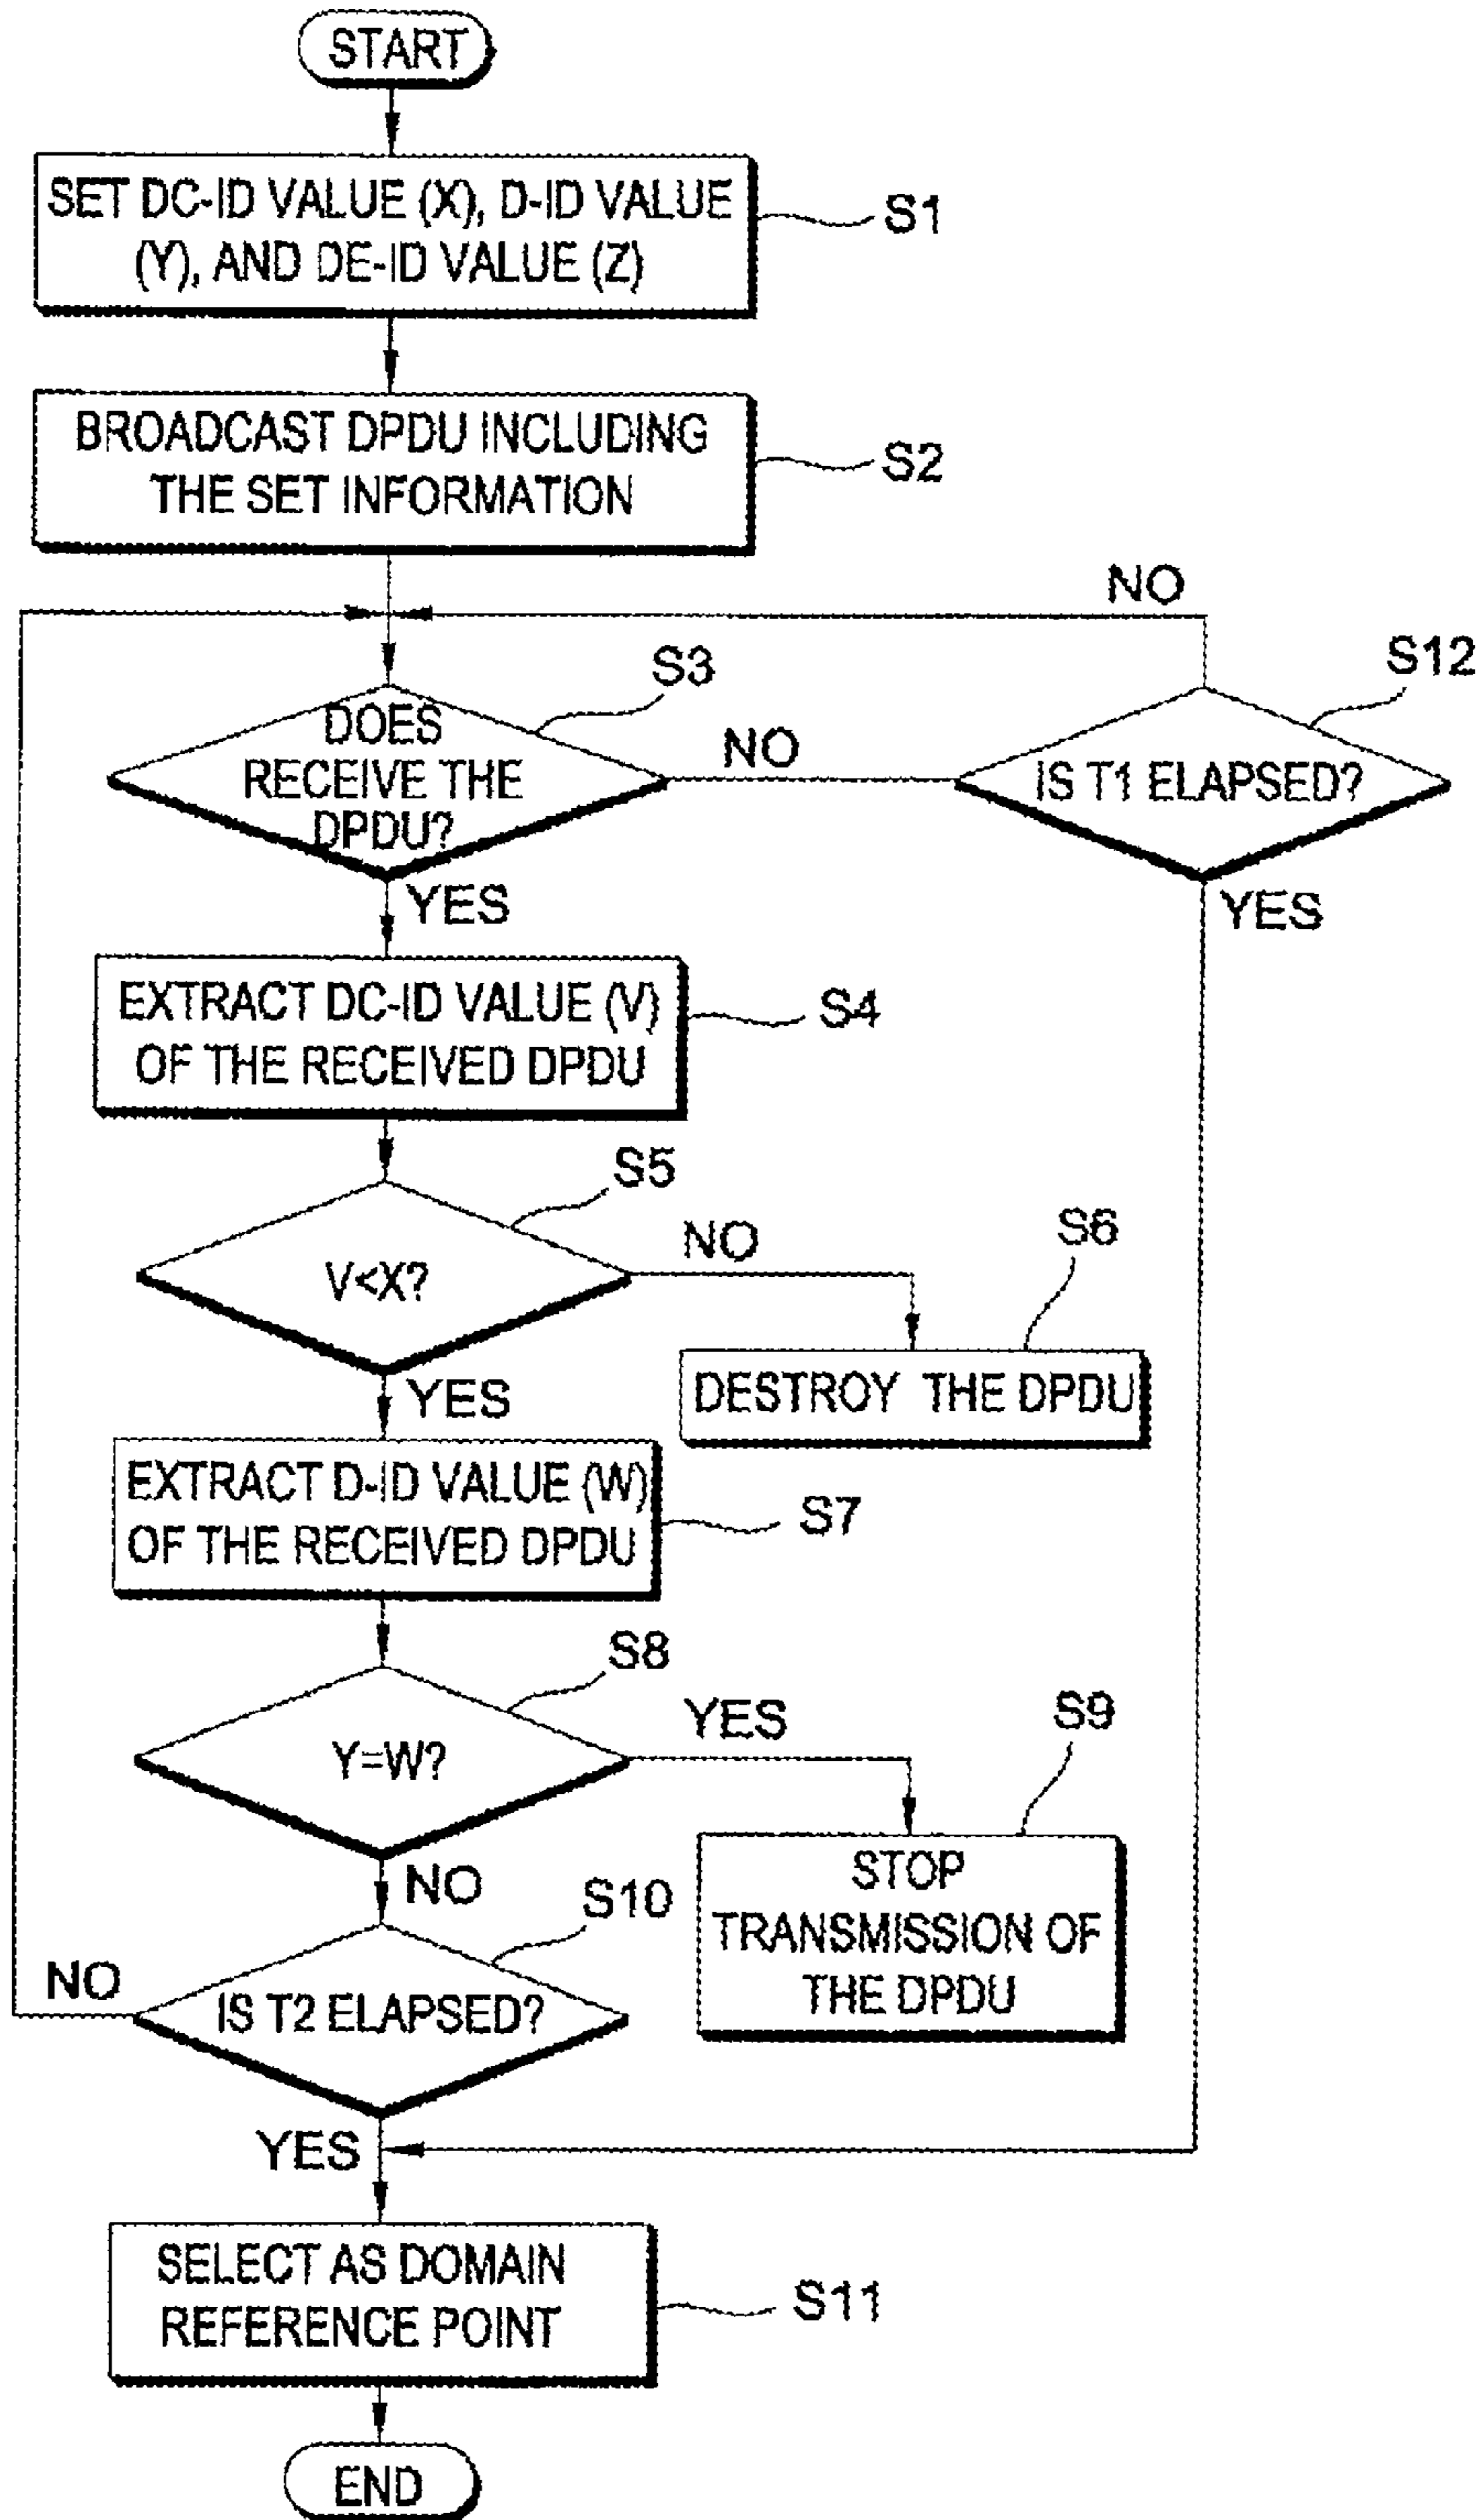 START
SET DC-ID VALUE (X), D-ID VALUE
(Y), AND DE-ID VALUE (Z)
S1
BROADCAST DPDU INCLUDING
THE SET INFORMATION
S2
NO
S12
S3
DOES
RECEIVE THE
DPDU?
NO
IS T1 ELAPSED?
YES
YES
EXTRACT DC-ID VALUE (V)
OF THE RECEIVED DPDU
S4
S5
V<X?
NO
S6
YES
DESTROY THE DPDU
EXTRACT D-ID VALUE (W)
OF THE RECEIVED DPDU
S7
S8
Y=W?
YES
S9
NO
STOP
TRANSMISSION OF
THE DPDU
S10
NO
IS T2 ELAPSED?
YES
SELECT AS DOMAIN
REFERENCE POINT
S11
END